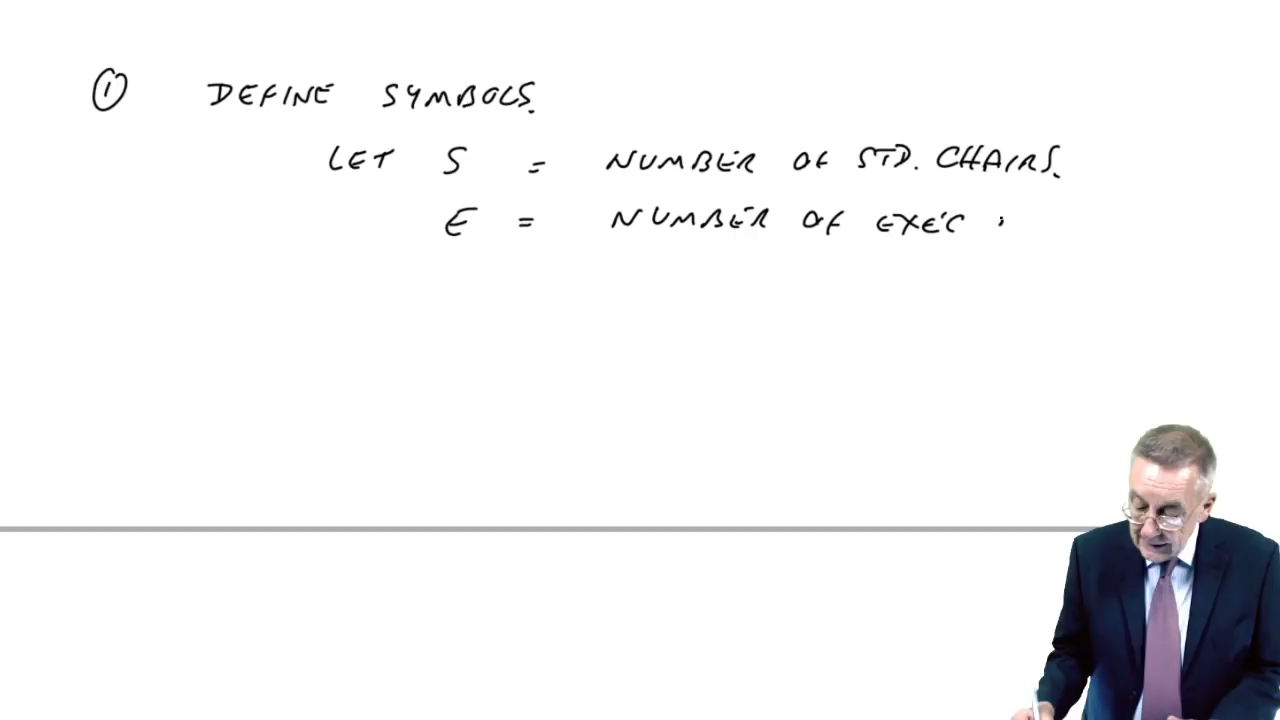 ① DEFINE SYMBOLS.
LET S = NUMBER OF STD. CHAIRS.
E = NUMBER OF EXEC